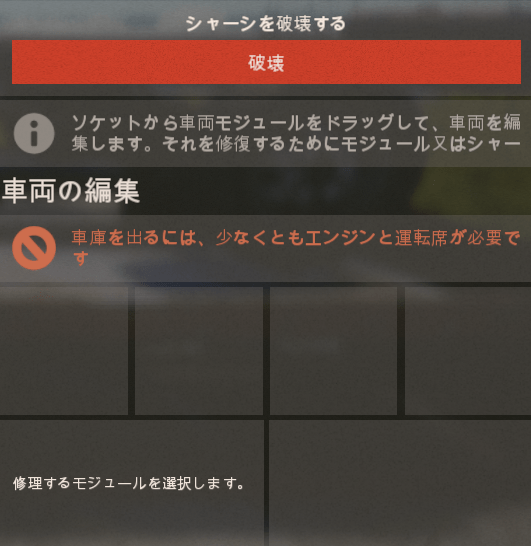 シャーシを破壊する
破壊
ソケットから車両モジュールをドラッグして、車両を編
集します。それを修復するためにモジュール又はシャー
車両の編集
車庫を出るには、少なくともエンジンと運転席が必要で
す
修理するモジュールを選択します。